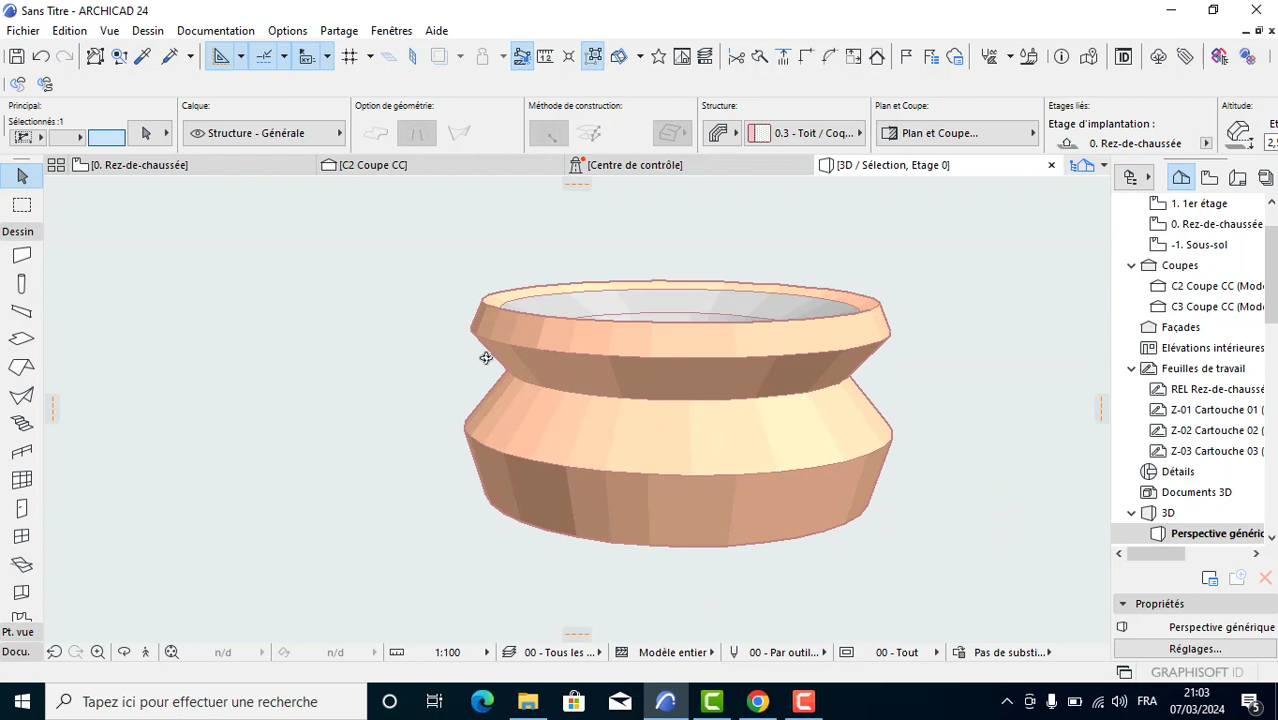 Sans Titre - ARCHICAD 24
Fichier Edition Vue Dessin Documentation Options Partage Fenêtres Aide
Principal: Calque: Option de géométrie: Méthode de construction: Structure: Plan et Coupe: Etages liés: Altitude:
Sélectionnés :1 Structure - Générale 0.3 - Toit / Coq... Plan et Coupe... Etage d'implantation :
0. Rez-de-chaussée
[0. Rez-de-chaussée] [C2 Coupe CC] [Centre de contrôle] [3D / Sélection, Etage 0]
Dessin
1. 1er étage
0. Rez-de-chaussée
-1. Sous-sol
Coupes
C2 Coupe CC (Mod
C3 Coupe CC (Mod
Façades
Elévations intérieures
Feuilles de travail
REL Rez-de-chaussé
Z-01 Cartouche 01 (
Z-02 Cartouche 02 (
Z-03 Cartouche 03 (
Détails
Documents 3D
3D
Perspective généric
Propriétés
Perspective générique
Réglages...
Pt. vue
Docu.
n/d n/d 1:100 00 - Tous les ... Modèle entier 00 - Par outil... 00 - Tout Pas de substi...
GRAPHISOFT ID
Tapez ici pour effectuer une recherche
FRA
21:03
07/03/2024
5